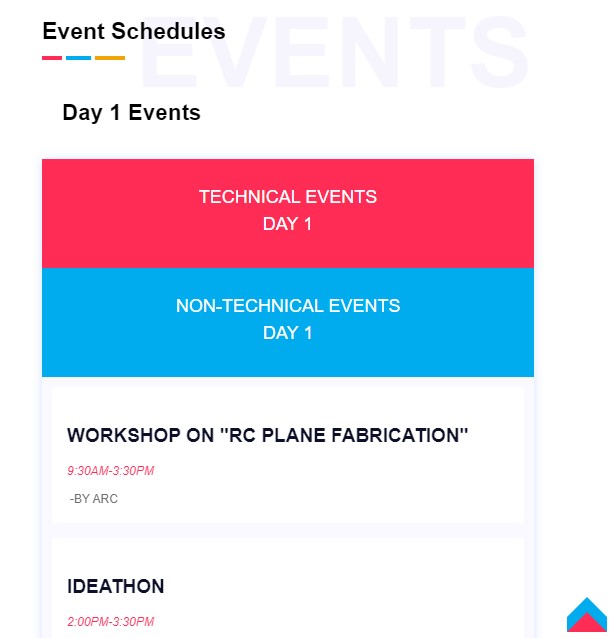 EVENTS
Event Schedules
Day 1 Events
TECHNICAL EVENTS
DAY 1
NON-TECHNICAL EVENTS
DAY 1
WORKSHOP ON "RC PLANE FABRICATION"
9:30AM-3:30PM
-BY ARC
IDEATHON
2:00PM-3:30PM